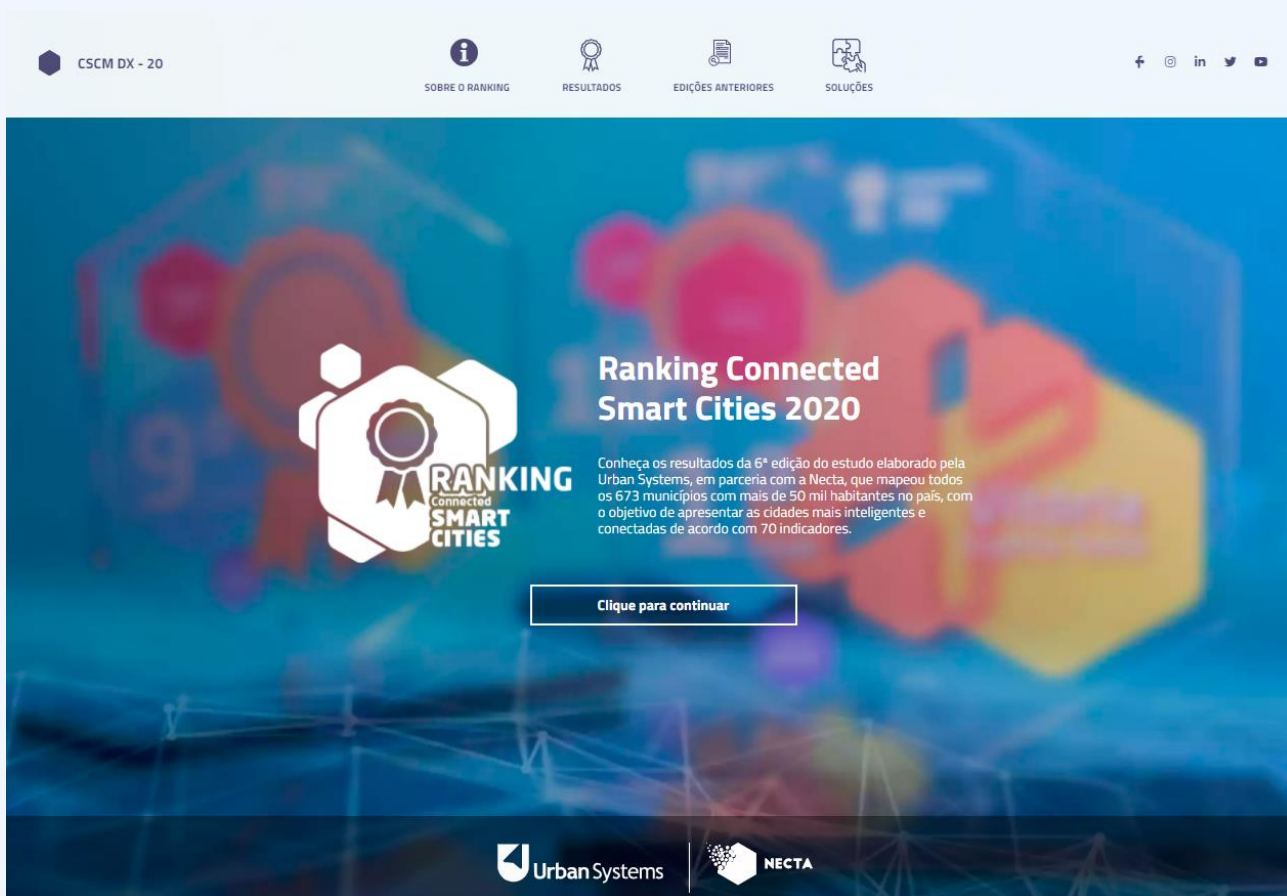 CSCM DX - 20
SOBRE O RANKING
RESULTADOS
EDIÇÕES ANTERIORES
SOLUÇÕES
RANKING
Connected
SMART
CITIES
Ranking Connected
Smart Cities 2020
Conheça os resultados da 6ª edição do estudo elaborado pela
Urban Systems, em parceria com a Necta, que mapeou todos
os 673 municípios com mais de 50 mil habitantes no país, com
o objetivo de apresentar as cidades mais inteligentes e
conectadas de acordo com 70 indicadores.
Clique para continuar
Urban Systems
NECTA